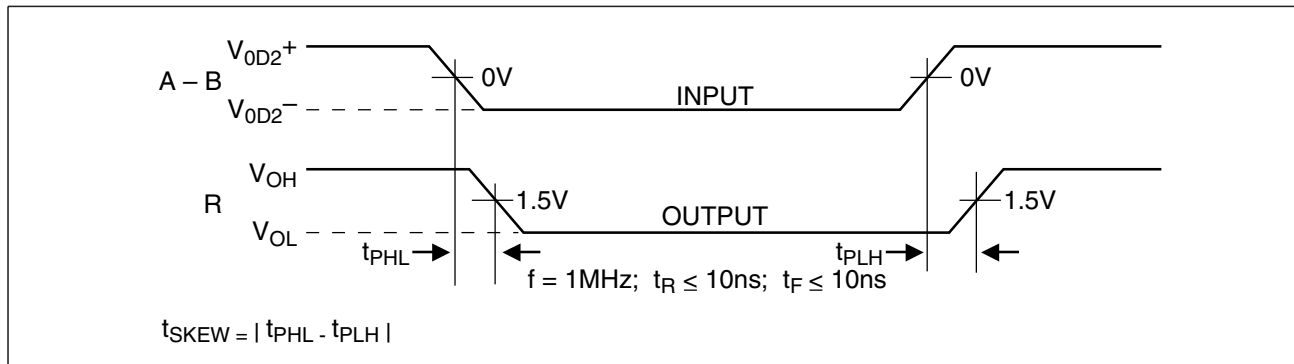 V0D2+
A – B
0V
0V
INPUT
V0D2–
VOH
R
1.5V
1.5V
OUTPUT
VOL
tPHL
tPLH
f = 1MHz; tR ≤ 10ns; tF ≤ 10ns
tSKEW = | tPHL - tPLH |